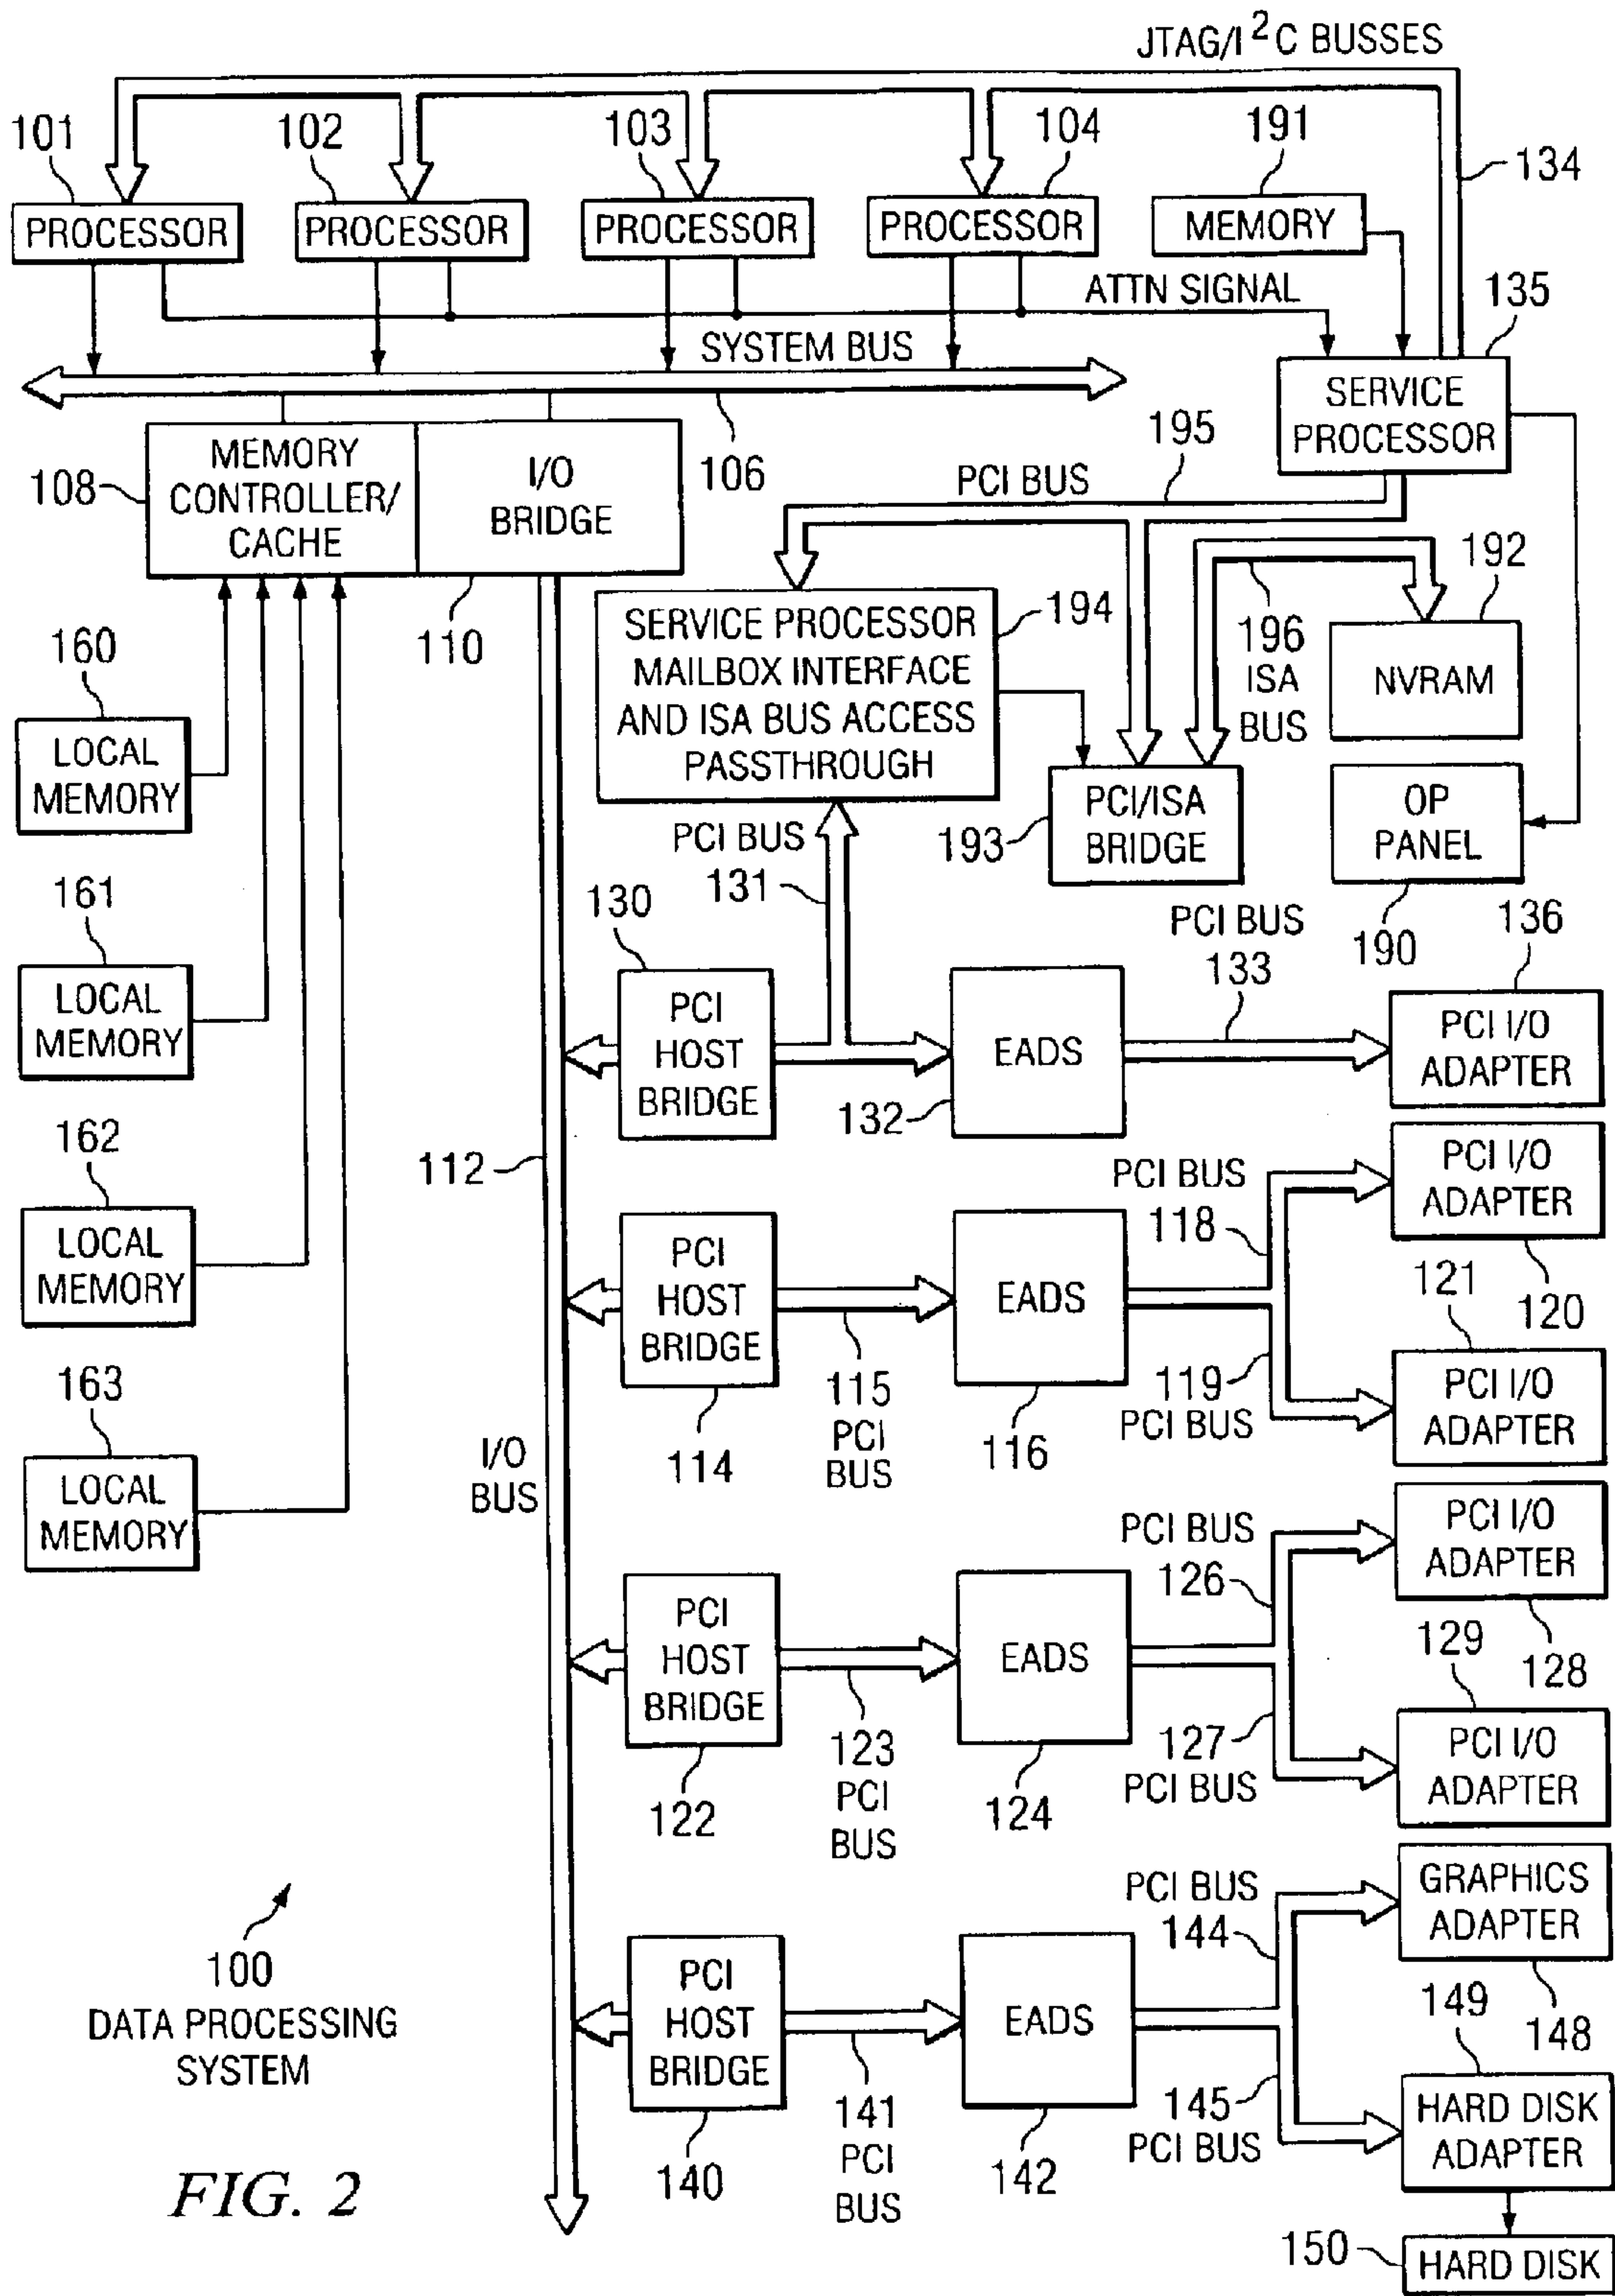 JTAG/I²C BUSSES
101
102
103
104
191
134
PROCESSOR
PROCESSOR
PROCESSOR
PROCESSOR
MEMORY
ATTN SIGNAL
135
SYSTEM BUS
SERVICE
PROCESSOR
108
MEMORY
CONTROLLER/
CACHE
I/O
BRIDGE
106
110
195
PCI BUS
SERVICE PROCESSOR
MAILBOX INTERFACE
AND ISA BUS ACCESS
PASSTHROUGH
194
196
ISA
BUS
192
NVRAM
160
LOCAL
MEMORY
PCI BUS
131
193
PCI/ISA
BRIDGE
OP
PANEL
190
161
LOCAL
MEMORY
130
PCI
HOST
BRIDGE
EADS
132
PCI BUS
133
136
PCI I/O
ADAPTER
162
LOCAL
MEMORY
112
PCI
HOST
BRIDGE
114
115
PCI
BUS
EADS
116
PCI BUS
118
119
PCI BUS
PCI I/O
ADAPTER
120
121
PCI I/O
ADAPTER
163
LOCAL
MEMORY
I/O
BUS
PCI
HOST
BRIDGE
122
123
PCI
BUS
EADS
124
PCI BUS
126
127
PCI BUS
PCI I/O
ADAPTER
128
129
PCI I/O
ADAPTER
100
DATA PROCESSING
SYSTEM
PCI
HOST
BRIDGE
140
141
PCI
BUS
EADS
142
PCI BUS
144
145
PCI BUS
GRAPHICS
ADAPTER
148
149
HARD DISK
ADAPTER
150
HARD DISK
FIG. 2